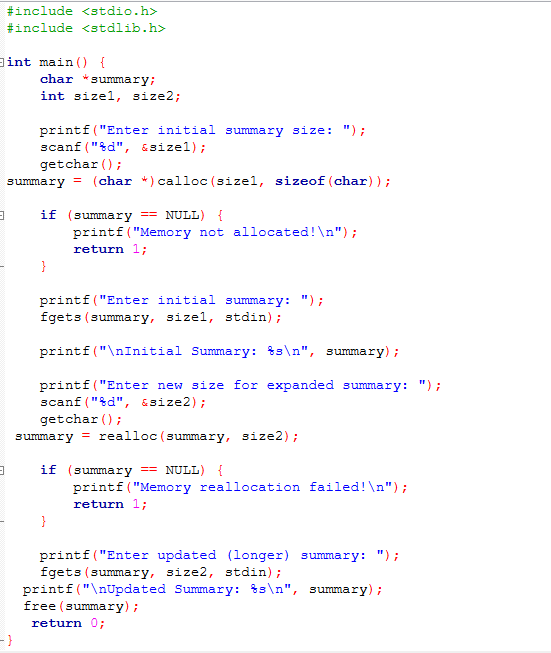 #include <stdio.h>
#include <stdlib.h>
int main() {
    char *summary;
    int size1, size2;
    printf("Enter initial summary size: ");
    scanf("%d", &size1);
    getchar();
summary = (char *)calloc(size1, sizeof(char));
    if (summary == NULL) {
        printf("Memory not allocated!\n");
        return 1;
    }
    printf("Enter initial summary: ");
    fgets(summary, size1, stdin);
    printf("\nInitial Summary: %s\n", summary);
    printf("Enter new size for expanded summary: ");
    scanf("%d", &size2);
    getchar();
 summary = realloc(summary, size2);
    if (summary == NULL) {
        printf("Memory reallocation failed!\n");
        return 1;
    }
    printf("Enter updated (longer) summary: ");
    fgets(summary, size2, stdin);
  printf("\nUpdated Summary: %s\n", summary);
  free(summary);
   return 0;
}